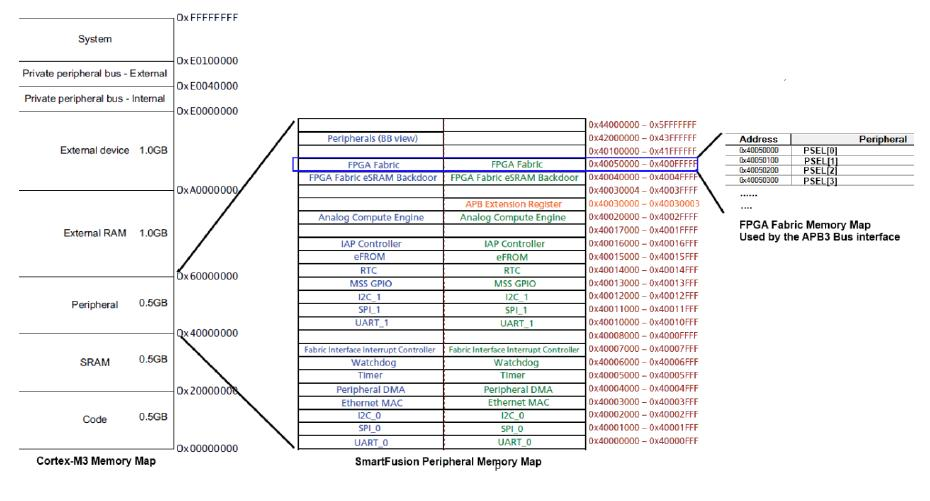 0xFFFFFFFF
System
0xE0100000
Private peripheral bus - External
0xE0040000
Private peripheral bus - Internal
0xE0000000
External device 1.0GB
0xA0000000
External RAM 1.0GB
0x60000000
Peripheral 0.5GB
0x40000000
SRAM 0.5GB
0x20000000
Code 0.5GB
0x00000000
Cortex-M3 Memory Map
0x44000000 – 0x5FFFFFFF
Peripherals (BB view) 0x42000000 – 0x43FFFFFF
0x40100000 – 0x41FFFFFF
FPGA Fabric FPGA Fabric 0x40050000 – 0x400FFFFF
FPGA Fabric eSRAM Backdoor FPGA Fabric eSRAM Backdoor 0x40040000 – 0x4004FFFF
0x40030004 – 0x4003FFFF
APB Extension Register 0x40030000 – 0x40030003
Analog Compute Engine Analog Compute Engine 0x40020000 – 0x4002FFFF
0x40017000 – 0x4001FFFF
IAP Controller IAP Controller 0x40016000 – 0x40016FFF
eFROM eFROM 0x40015000 – 0x40015FFF
RTC RTC 0x40014000 – 0x40014FFF
MSS GPIO MSS GPIO 0x40013000 – 0x40013FFF
I2C_1 I2C_1 0x40012000 – 0x40012FFF
SPI_1 SPI_1 0x40011000 – 0x40011FFF
UART_1 UART_1 0x40010000 – 0x40010FFF
0x40008000 – 0x4000FFFF
Fabric Interface Interrupt Controller Fabric Interface Interrupt Controller 0x40007000 – 0x40007FFF
Watchdog Watchdog 0x40006000 – 0x40006FFF
Timer Timer 0x40005000 – 0x40005FFF
Peripheral DMA Peripheral DMA 0x40004000 – 0x40004FFF
Ethernet MAC Ethernet MAC 0x40003000 – 0x40003FFF
I2C_0 I2C_0 0x40002000 – 0x40002FFF
SPI_0 SPI_0 0x40001000 – 0x40001FFF
UART_0 UART_0 0x40000000 – 0x40000FFF
SmartFusion Peripheral Memory Map
Address Peripheral
0x40050000 PSEL[0]
0x40050100 PSEL[1]
0x40050200 PSEL[2]
0x40050300 PSEL[3]
......
....
FPGA Fabric Memory Map
Used by the APB3 Bus interface